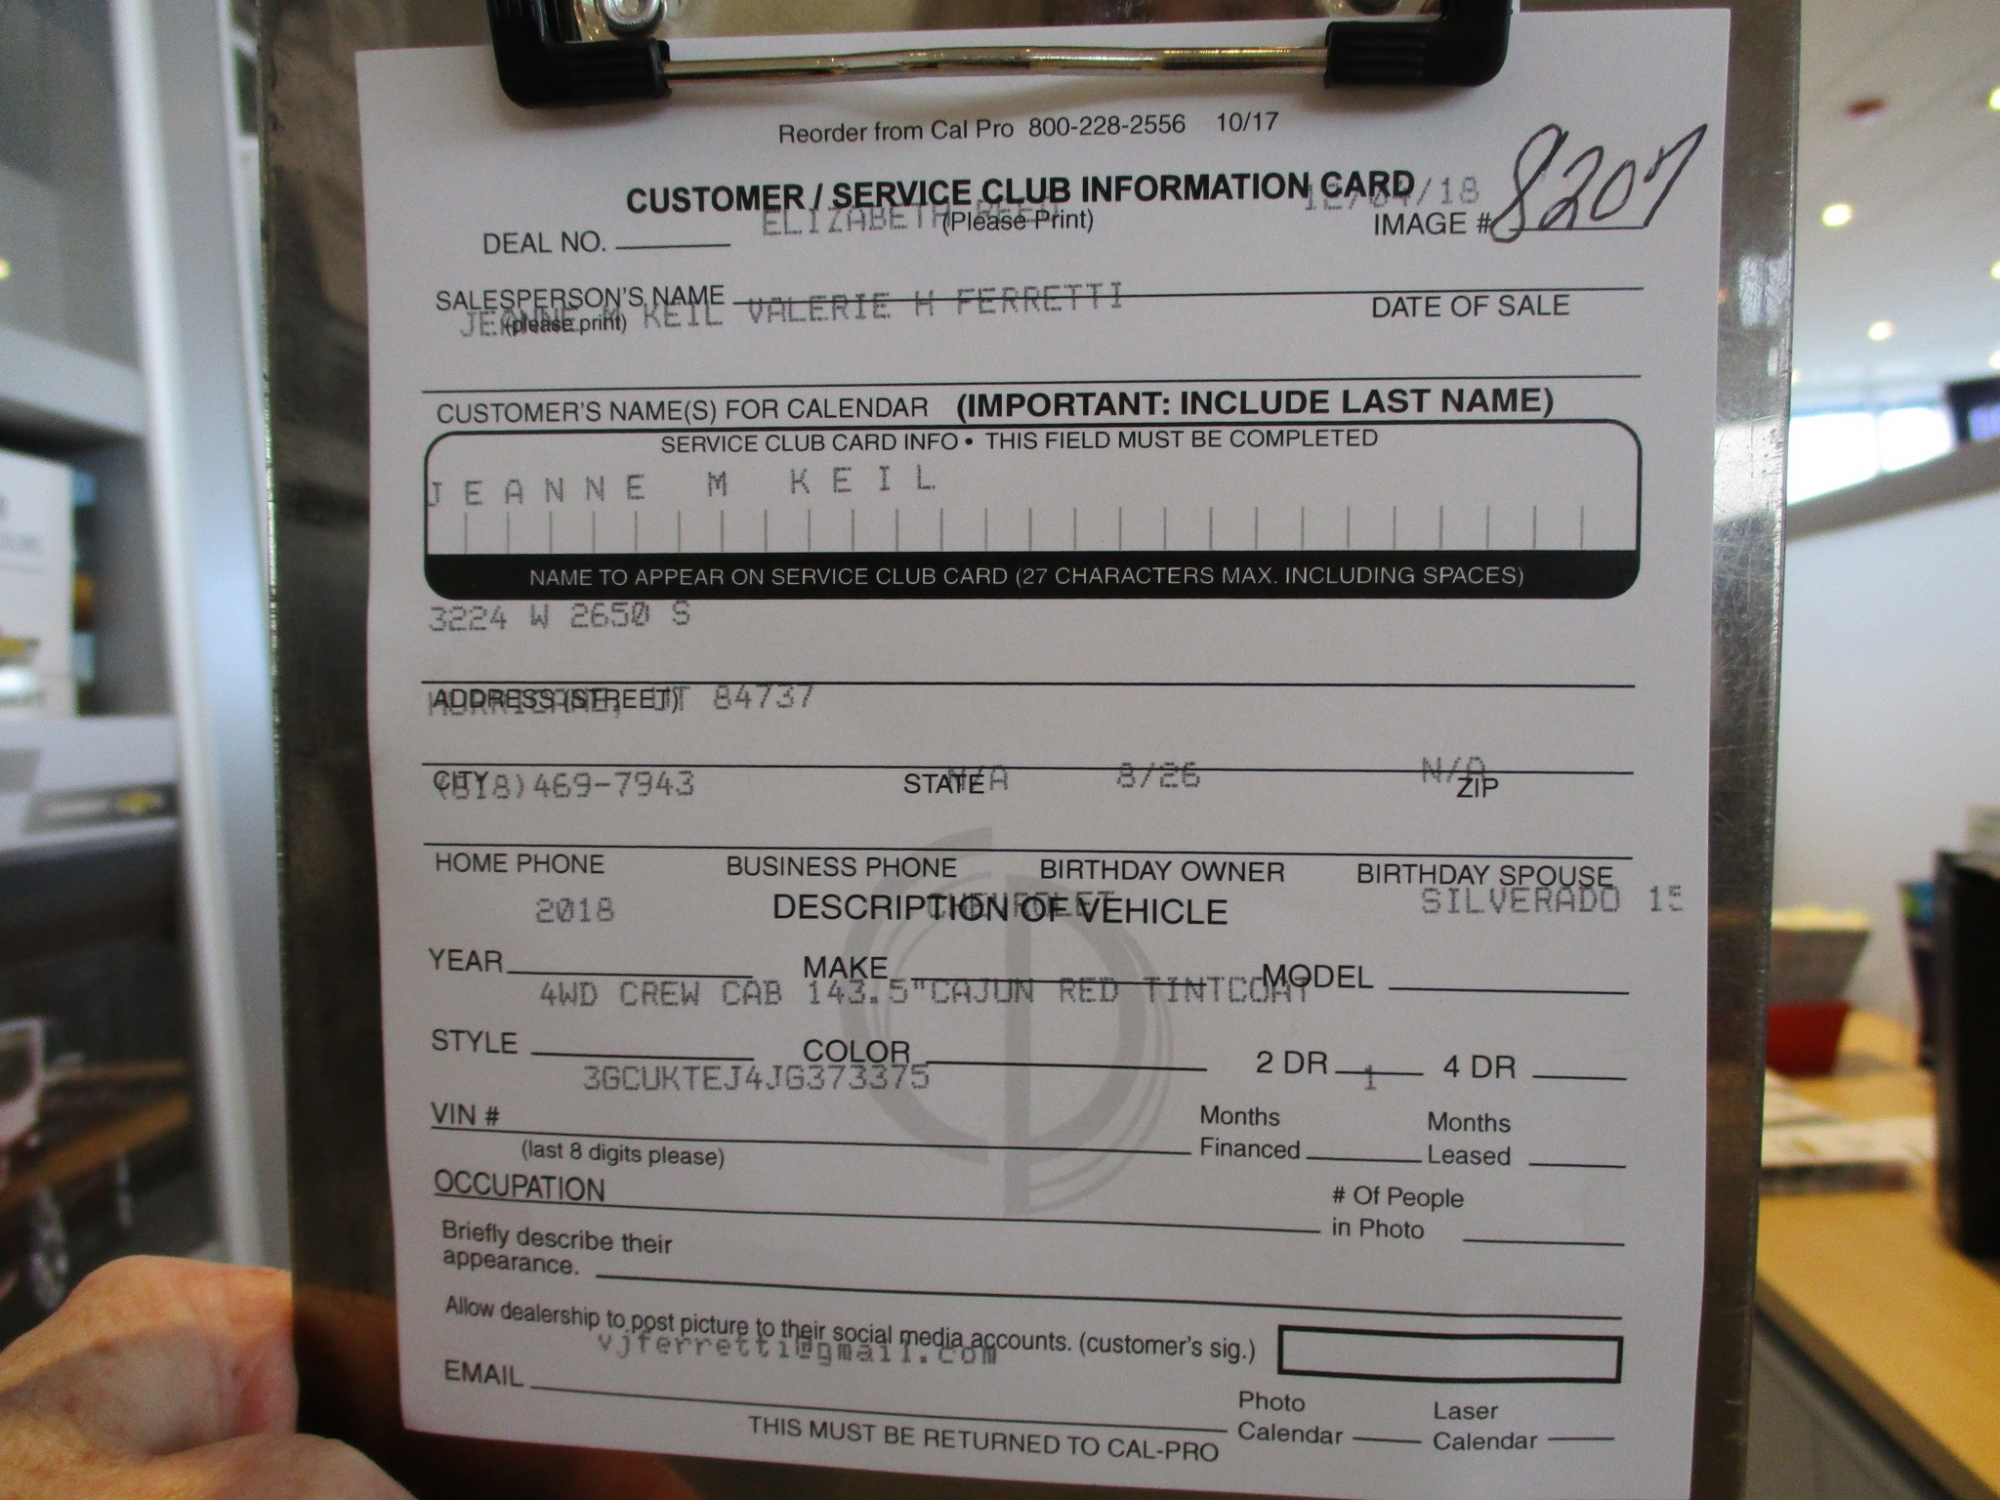 Reorder from Cal Pro 800-228-2556 10/17
CUSTOMER / SERVICE CLUB INFORMATION CARD
12/04/18
ELIZABETH REED
(Please Print)
DEAL NO.
IMAGE # 8207
SALESPERSON'S NAME
(please print)
JEANNE M KEIL VALERIE H FERRETTI
DATE OF SALE
CUSTOMER'S NAME(S) FOR CALENDAR (IMPORTANT: INCLUDE LAST NAME)
SERVICE CLUB CARD INFO • THIS FIELD MUST BE COMPLETED
JEANNE M KEIL
NAME TO APPEAR ON SERVICE CLUB CARD (27 CHARACTERS MAX. INCLUDING SPACES)
3224 W 2650 S
ADDRESS (STREET)
HURRICANE, UT 84737
CITY STATE ZIP
(818)469-7943 N/A 8/26 N/A
HOME PHONE BUSINESS PHONE BIRTHDAY OWNER BIRTHDAY SPOUSE
DESCRIPTION OF VEHICLE
2018 CHEVROLET SILVERADO 15
YEAR MAKE MODEL
4WD CREW CAB 143.5"CAJUN RED TINTCOAT
STYLE COLOR 2 DR 1 4 DR
3GCUKTEJ4JG373375
VIN #
(last 8 digits please)
Months Financed
Months Leased
OCCUPATION
# Of People in Photo
Briefly describe their
appearance.
Allow dealership to post picture to their social media accounts. (customer's sig.)
vjferretti@gmail.com
EMAIL
Photo Calendar
Laser Calendar
THIS MUST BE RETURNED TO CAL-PRO